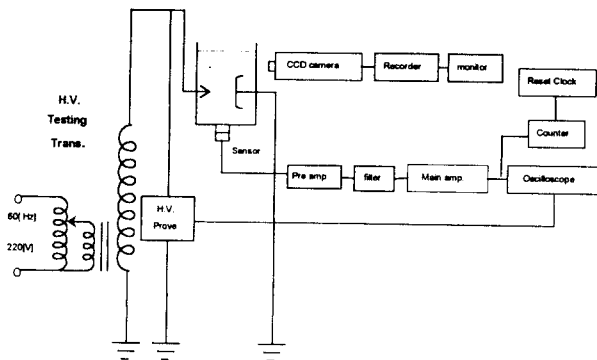 CCD camera
Recorder
monitor
Reset Clock
H.V.
Testing
Trans.
Counter
Sensor
Pre amp
filter
Main amp.
Oscilloscope
60[Hz]
220[V]
H.V.
Prove